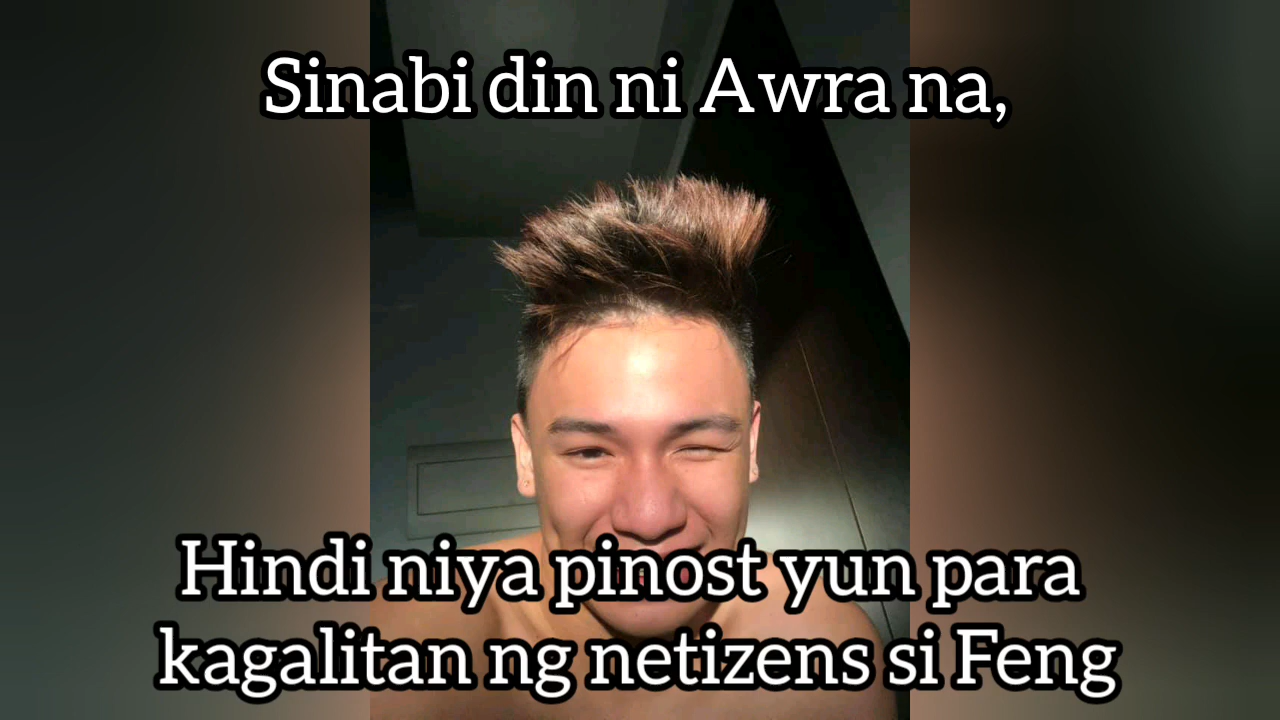 Sinabi din ni Awra na,
Hindi niya pinost yun para
kagalitan ng netizens si Feng